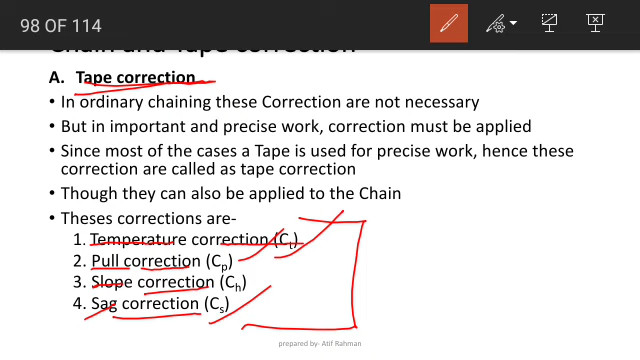 98 OF 114
Chain and Tape correction
A. Tape correction
• In ordinary chaining these Correction are not necessary
• But in important and precise work, correction must be applied
• Since most of the cases a Tape is used for precise work, hence these
correction are called as tape correction
• Though they can also be applied to the Chain
• Theses corrections are-
1. Temperature correction (Ct)
2. Pull correction (Cp)
3. Slope correction (Ch)
4. Sag correction (Cs)
prepared by- Atif Rahman